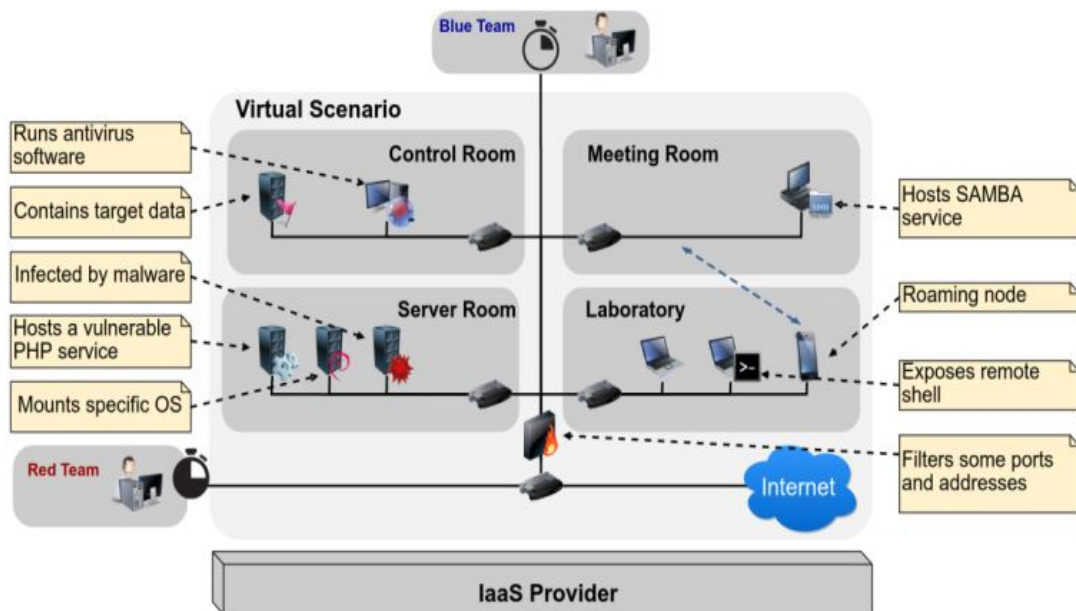 Blue Team
Virtual Scenario
Runs antivirus
software
Control Room
Meeting Room
Contains target data
Hosts SAMBA
service
Infected by malware
Roaming node
Server Room
Laboratory
Hosts a vulnerable
PHP service
>-
Exposes remote
shell
Mounts specific OS
Filters some ports
and addresses
Red Team
Internet
IaaS Provider